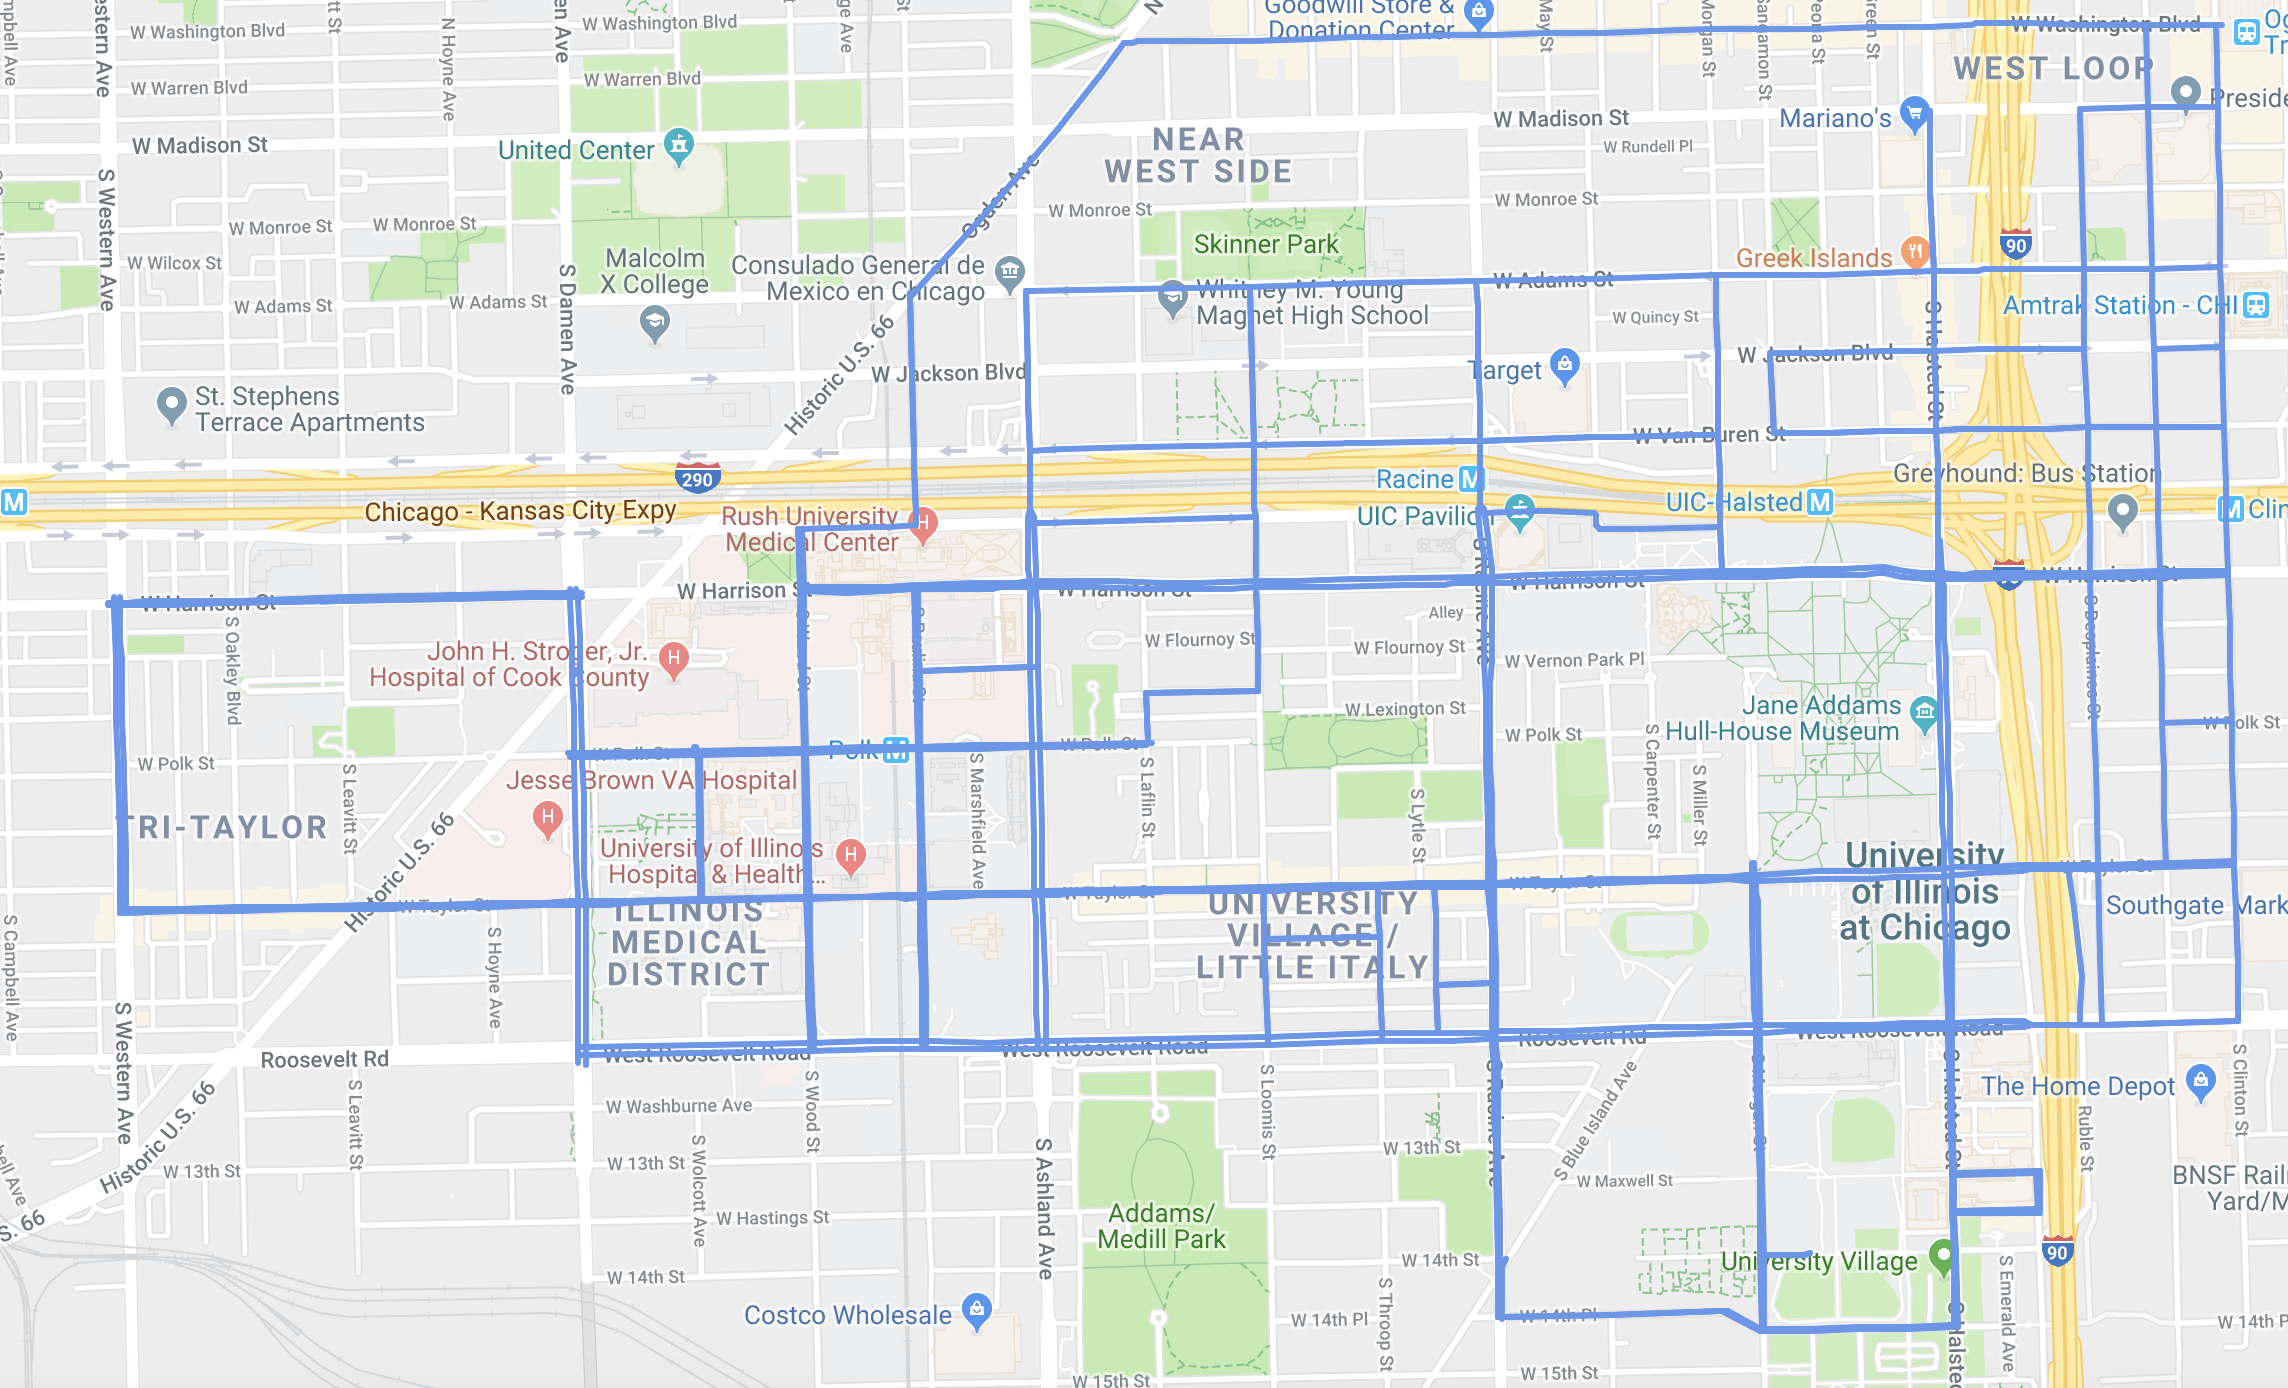 Goodwill Store &
Donation Center
W Washington Blvd
W Washington Blvd
W Washington Blvd
WEST LOOP
W Warren Blvd
W Warren Blvd
N Hoyne Ave
S Western Ave
W Madison St
W Madison St
United Center
NEAR
WEST SIDE
Mariano's
W Rundell Pl
May St
Peoria St
W Monroe St
W Monroe St
W Monroe St
W Monroe St
Ogden Ave
Skinner Park
Greek Islands
90
W Wilcox St
Malcolm
X College
Consulado General de
Mexico en Chicago
S Damen Ave
W Adams St
W Adams St
W Adams St
Whitney M. Young
Magnet High School
W Quincy St
Amtrak Station - CHI
S Halsted St
Historic U.S. 66
W Jackson Blvd
W Jackson Blvd
Target
St. Stephens
Terrace Apartments
W Van Buren St
290
Chicago - Kansas City Expy
Racine
UIC-Halsted
Greyhound: Bus Station
UIC Pavilion
Rush University
Medical Center
W Harrison St
W Harrison St
W Harrison St
W Harrison St
W Harrison St
S Oakley Blvd
John H. Stroger, Jr.
Hospital of Cook County
Alley
W Flournoy St
W Flournoy St
W Vernon Park Pl
S Racine Ave
S Desplaines St
W Lexington St
Jane Addams
Hull-House Museum
W Polk St
W Polk St
W Polk St
W Polk St
W Polk St
Polk
Jesse Brown VA Hospital
S Leavitt St
S Marshfield Ave
S Laflin St
S Lytle St
S Carpenter St
S Miller St
TRI-TAYLOR
Historic U.S. 66
University of Illinois
Hospital & Health...
University
of Illinois
at Chicago
W Taylor St
W Taylor St
W Taylor St
W Taylor St
ILLINOIS
MEDICAL
DISTRICT
UNIVERSITY
VILLAGE /
LITTLE ITALY
Southgate Mark
S Campbell Ave
S Hoyne Ave
S Western Ave
Roosevelt Rd
West Roosevelt Road
West Roosevelt Road
Roosevelt Rd
West Roosevelt Road
The Home Depot
S Leavitt St
Historic U.S. 66
W Washburne Ave
S Wood St
S Loomis St
S Racine Ave
S Blue Island Ave
S Halsted St
Ruble St
S Clinton St
W 13th St
W 13th St
W 13th St
S Wolcott Ave
S Ashland Ave
W Maxwell St
W Hastings St
Addams/
Medill Park
BNSF Rail
Yard/M
S. 66
W 14th St
W 14th St
University Village
90
S Emerald Ave
Costco Wholesale
W 14th Pl
W 14th Pl
W 14th P
S Throop St
W 15th St
W 15th St